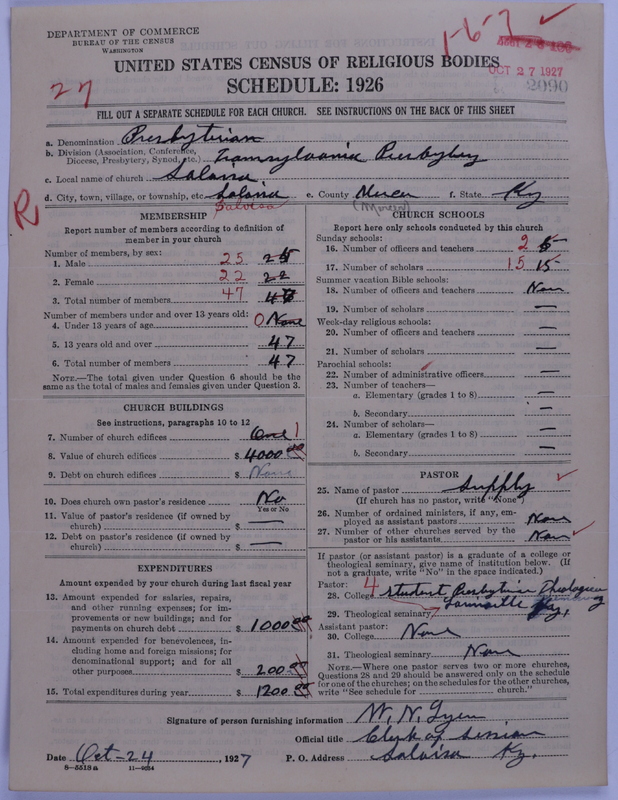 DEPARTMENT OF COMMERCE
BUREAU OF THE CENSUS
WASHINGTON
1-6-7
OCT 27 1927
2090
27
UNITED STATES CENSUS OF RELIGIOUS BODIES
SCHEDULE: 1926
FILL OUT A SEPARATE SCHEDULE FOR EACH CHURCH. SEE INSTRUCTIONS ON THE BACK OF THIS SHEET
a. Denomination Presbyterian
b. Division (Association, Conference, Diocese, Presbytery, Synod, etc.) Transylvania Presbytery
c. Local name of church Salvisa
d. City, town, village, or township, etc. Salvisa e. County Mercer f. State Ky
Salvisa (Mercer)
R
MEMBERSHIP
Report number of members according to definition of
member in your church
Number of members, by sex:
1. Male 25 25
2. Female 22 22
3. Total number of members 47 47
Number of members under and over 13 years old:
4. Under 13 years of age 0 None
5. 13 years old and over 47
6. Total number of members 47
NOTE.—The total given under Question 6 should be
same as the total of males and females given under Question 3.
CHURCH BUILDINGS
See instructions, paragraphs 10 to 12
7. Number of church edifices One 1
8. Value of church edifices $ 4000.00
9. Debt on church edifices $ None
10. Does church own pastor's residence No
Yes or No
11. Value of pastor's residence (if owned by
church) $ —
12. Debt on pastor's residence (if owned by
church) $ —
EXPENDITURES
Amount expended by your church during last fiscal year
13. Amount expended for salaries, repairs,
and other running expenses; for im-
provements or new buildings; and for
payments on church debt $ 1000.00
14. Amount expended for benevolences, in-
cluding home and foreign missions; for
denominational support; and for all
other purposes $ 200.00
15. Total expenditures during year $ 1200.00
CHURCH SCHOOLS
Report here only schools conducted by this church
Sunday schools:
16. Number of officers and teachers 2
17. Number of scholars 15 15
Summer vacation Bible schools:
18. Number of officers and teachers None
19. Number of scholars —
Week-day religious schools:
20. Number of officers and teachers —
21. Number of scholars —
Parochial schools:
22. Number of administrative officers —
23. Number of teachers—
a. Elementary (grades 1 to 8) —
b. Secondary —
24. Number of scholars—
a. Elementary (grades 1 to 8) —
b. Secondary —
PASTOR
25. Name of pastor Supply
(If church has no pastor, write "None")
26. Number of ordained ministers, if any, em-
ployed as assistant pastors None
27. Number of other churches served by the
pastor or his assistants None
If pastor (or assistant pastor) is a graduate of a college or
theological seminary, give name of institution below. (If
not a graduate, write "No" in the space indicated.)
Pastor:
28. College 4 student Presbyterian Theological
29. Theological seminary Louisville Ky.
Assistant pastor:
30. College None
31. Theological seminary None
NOTE.—Where one pastor serves two or more churches,
Questions 28 and 29 should be answered only on the schedule
for one of the churches; on the schedules for the other churches,
write "See schedule for church."
Signature of person furnishing information W. N.
Official title Clerk of Session
Date Oct-24, 1927 P. O. Address Salvisa Ky.
8—5518a 11—9054